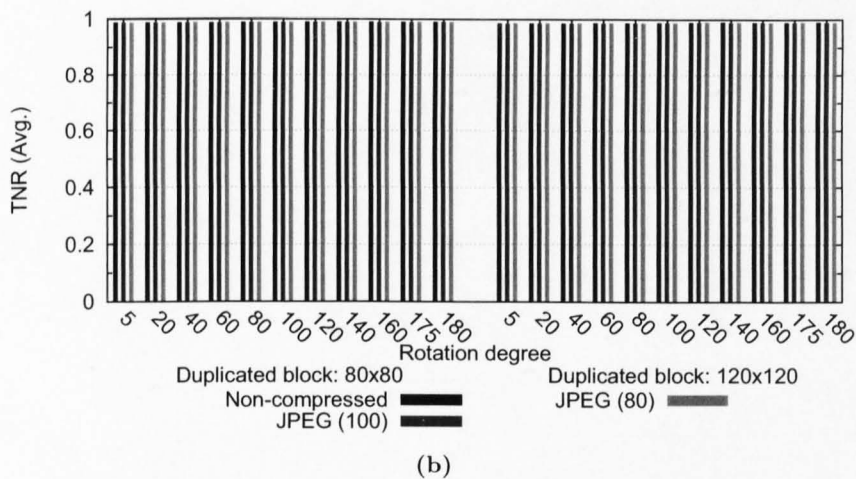 1
0.8
0.6
0.4
0.2
0
TNR (Avg.)
5 20 40 60 80 100 120 140 160 175 180 5 20 40 60 80 100 120 140 160 175 180
Rotation degree
Duplicated block: 80x80 Duplicated block: 120x120
Non-compressed JPEG (80)
JPEG (100)
(b)